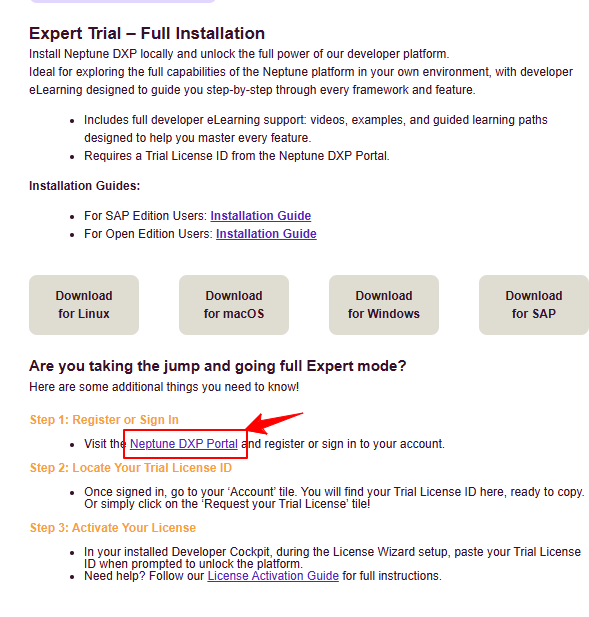 Expert Trial – Full Installation
Install Neptune DXP locally and unlock the full power of our developer platform.
Ideal for exploring the full capabilities of the Neptune platform in your own environment, with developer
eLearning designed to guide you step-by-step through every framework and feature.
• Includes full developer eLearning support: videos, examples, and guided learning paths
designed to help you master every feature.
• Requires a Trial License ID from the Neptune DXP Portal.
Installation Guides:
• For SAP Edition Users: Installation Guide
• For Open Edition Users: Installation Guide
Download
for Linux
Download
for macOS
Download
for Windows
Download
for SAP
Are you taking the jump and going full Expert mode?
Here are some additional things you need to know!
Step 1: Register or Sign In
• Visit the Neptune DXP Portal and register or sign in to your account.
Step 2: Locate Your Trial License ID
• Once signed in, go to your ‘Account’ tile. You will find your Trial License ID here, ready to copy.
Or simply click on the ‘Request your Trial License’ tile!
Step 3: Activate Your License
• In your installed Developer Cockpit, during the License Wizard setup, paste your Trial License
ID when prompted to unlock the platform.
• Need help? Follow our License Activation Guide for full instructions.